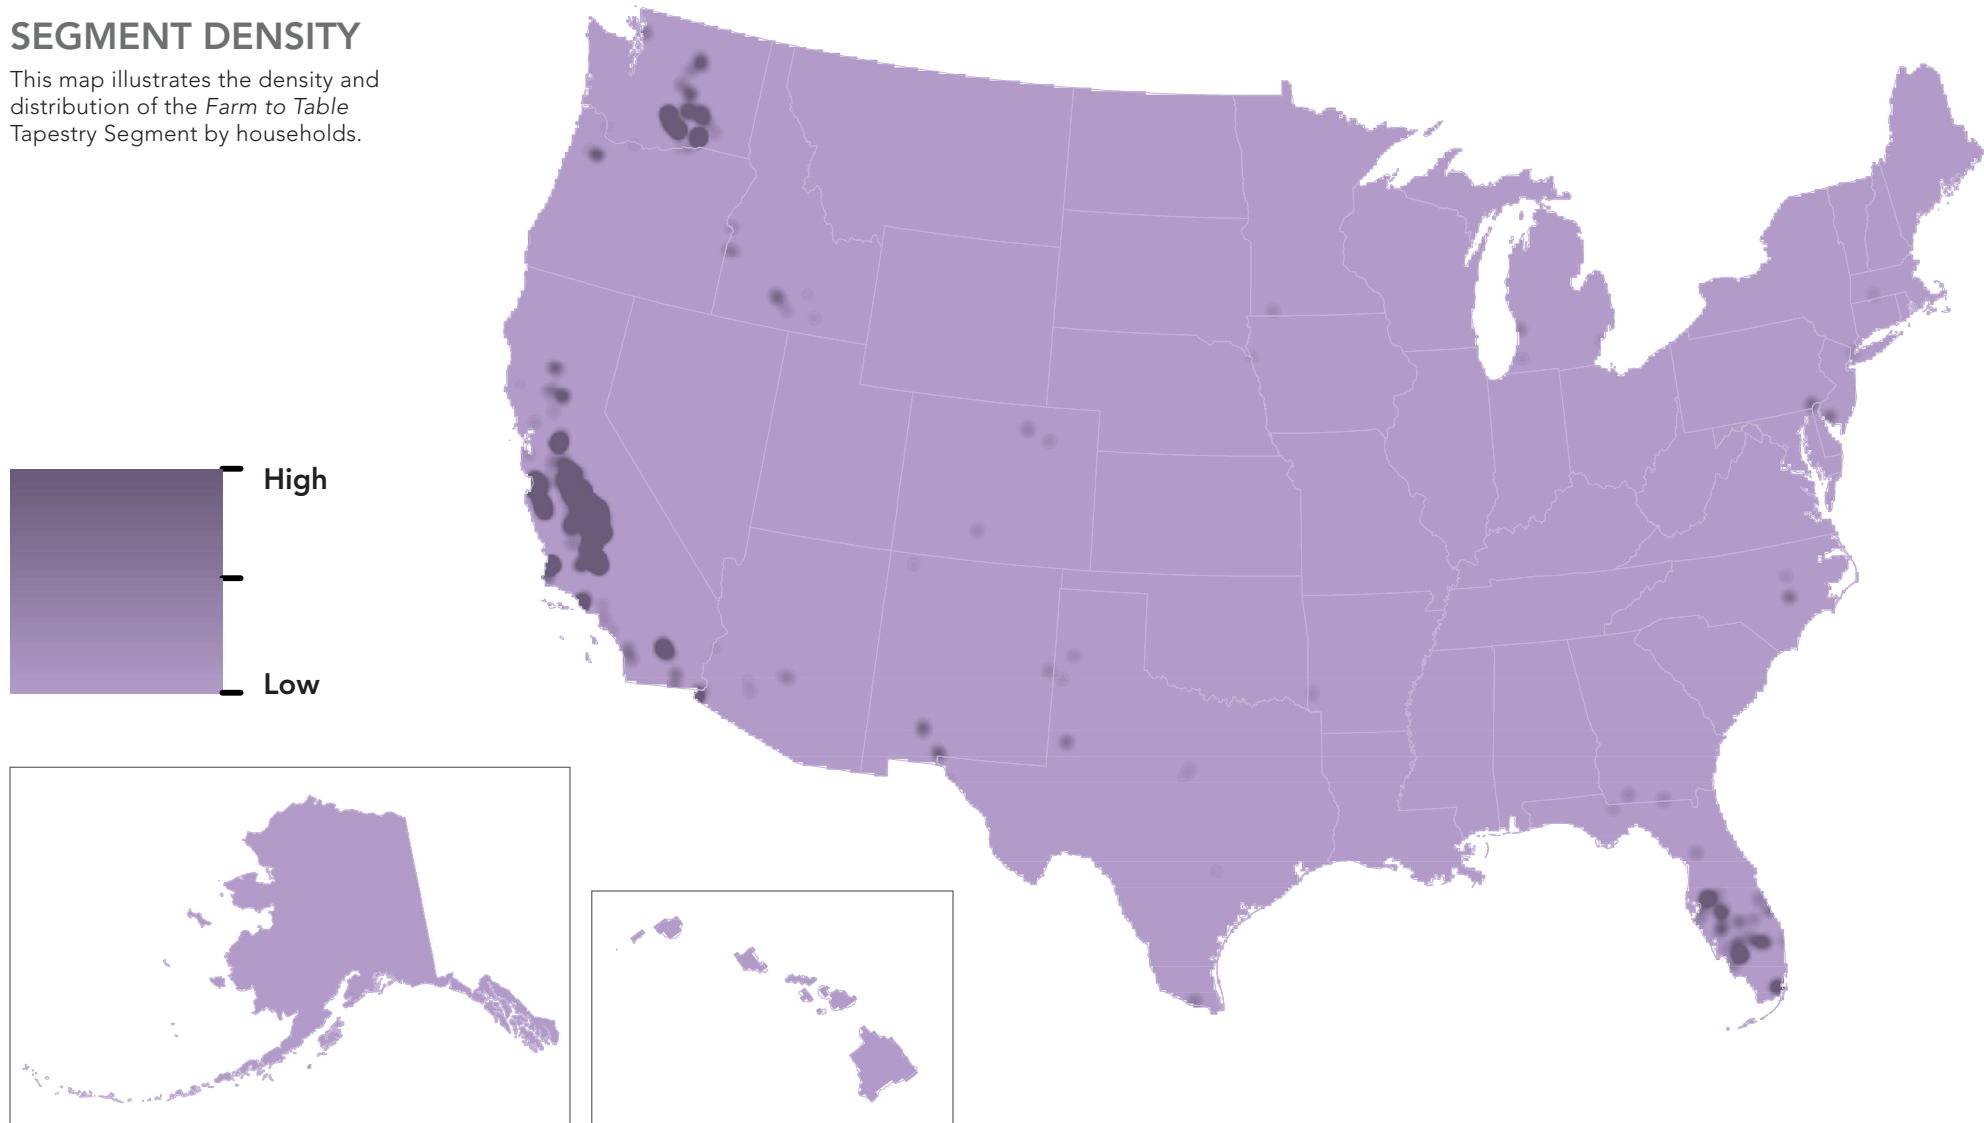 SEGMENT DENSITY
This map illustrates the density and
distribution of the Farm to Table
Tapestry Segment by households.
High
Low